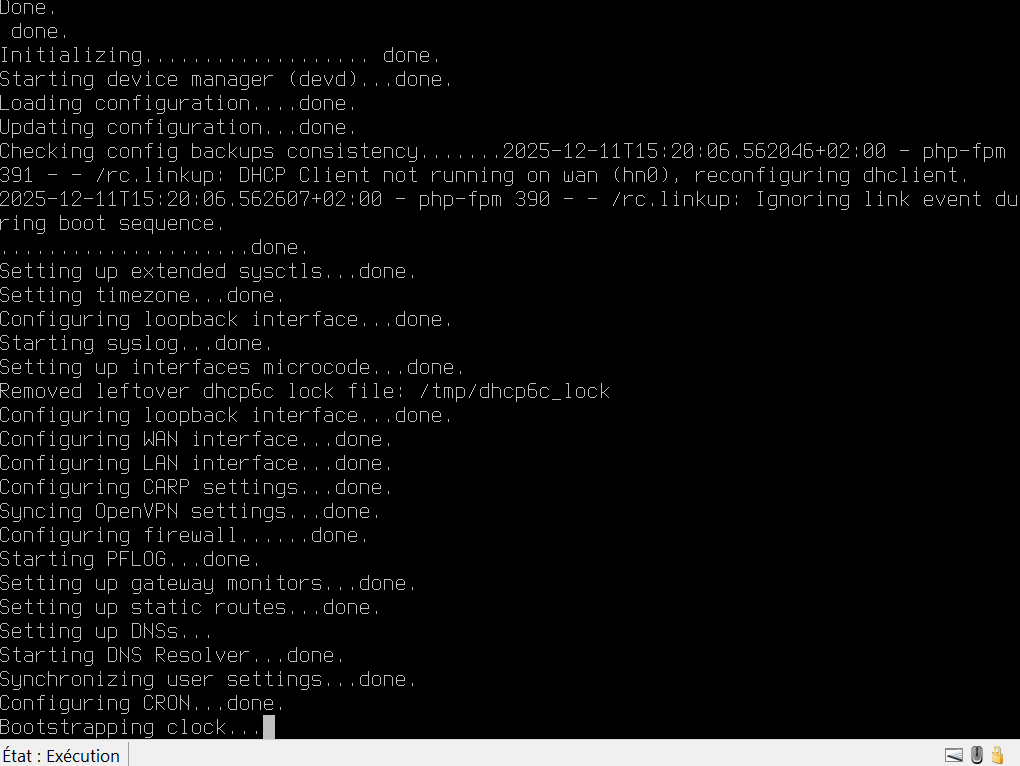 Done.
 done.
Initializing................... done.
Starting device manager (devd)...done.
Loading configuration....done.
Updating configuration...done.
Checking config backups consistency.......2025-12-11T15:20:06.562046+02:00 - php-fpm
391 - - /rc.linkup: DHCP Client not running on wan (hn0), reconfiguring dhclient.
2025-12-11T15:20:06.562607+02:00 - php-fpm 390 - - /rc.linkup: Ignoring link event du
ring boot sequence.
.....................done.
Setting up extended sysctls...done.
Setting timezone...done.
Configuring loopback interface...done.
Starting syslog...done.
Setting up interfaces microcode...done.
Removed leftover dhcp6c lock file: /tmp/dhcp6c_lock
Configuring loopback interface...done.
Configuring WAN interface...done.
Configuring LAN interface...done.
Configuring CARP settings...done.
Syncing OpenVPN settings...done.
Configuring firewall......done.
Starting PFLOG...done.
Setting up gateway monitors...done.
Setting up static routes...done.
Setting up DNSs...
Starting DNS Resolver...done.
Synchronizing user settings...done.
Configuring CRON...done.
Bootstrapping clock...
État : Exécution